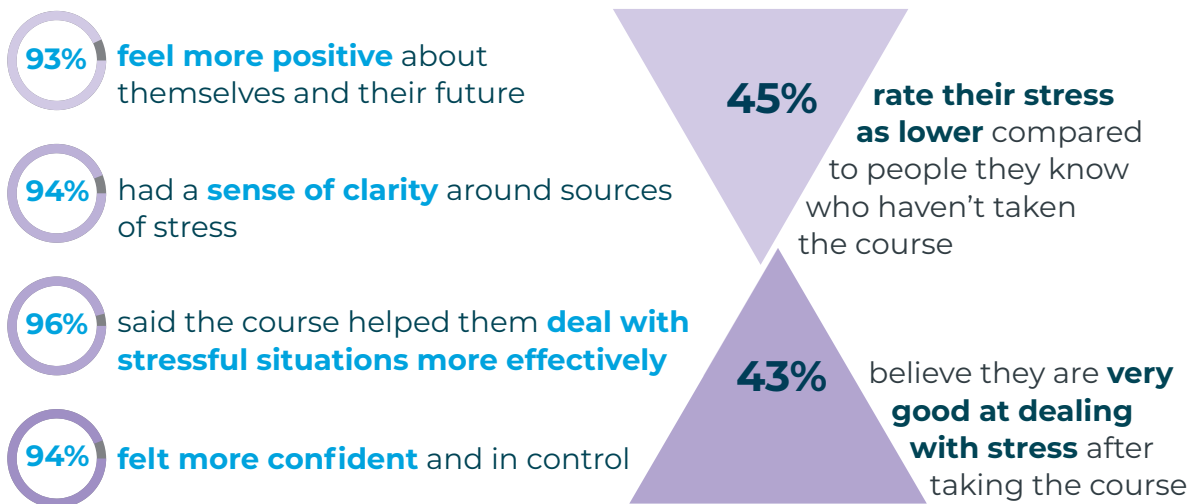 93%
feel more positive about
themselves and their future
94%
had a sense of clarity around sources
of stress
96%
said the course helped them deal with
stressful situations more effectively
94%
felt more confident and in control
45%
rate their stress
as lower compared
to people they know
who haven’t taken
the course
43%
believe they are very
good at dealing
with stress after
taking the course